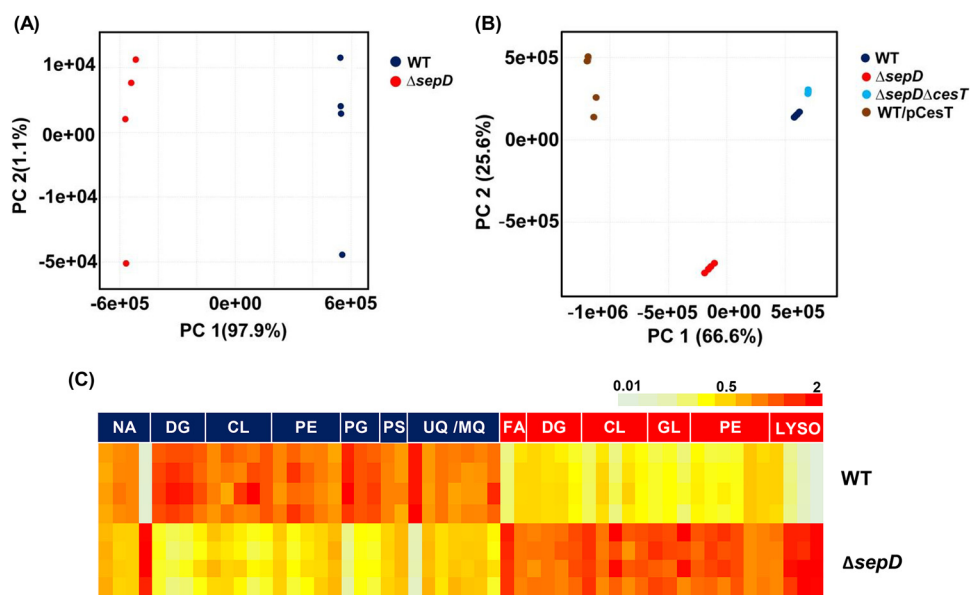 (A)
1e+04
0e+00
-1e+04
-5e+04
PC 2(1.1%)
-6e+05 0e+00 6e+05
PC 1(97.9%)
WT
ΔsepD
(B)
5e+05
0e+00
-5e+05
PC 2 (25.6%)
-1e+06 -5e+05 0e+00 5e+05
PC 1 (66.6%)
WT
ΔsepD
ΔsepDΔcesT
WT/pCesT
(C)
0.01 0.5 2
NA DG CL PE PG PS UQ /MQ FA DG CL GL PE LYSO
WT
ΔsepD